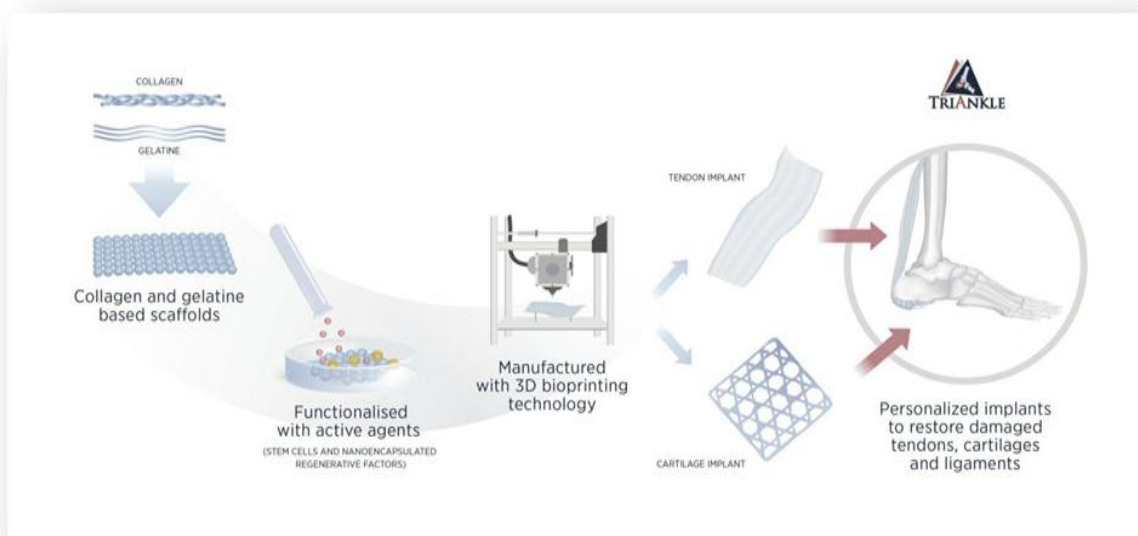 COLLAGEN
GELATINE
Collagen and gelatine
based scaffolds
Functionalised
with active agents
(STEM CELLS AND NANOENCAPSULATED
REGENERATIVE FACTORS)
Manufactured
with 3D bioprinting
technology
TENDON IMPLANT
CARTILAGE IMPLANT
TRIANKLE
Personalized implants
to restore damaged
tendons, cartilages
and ligaments